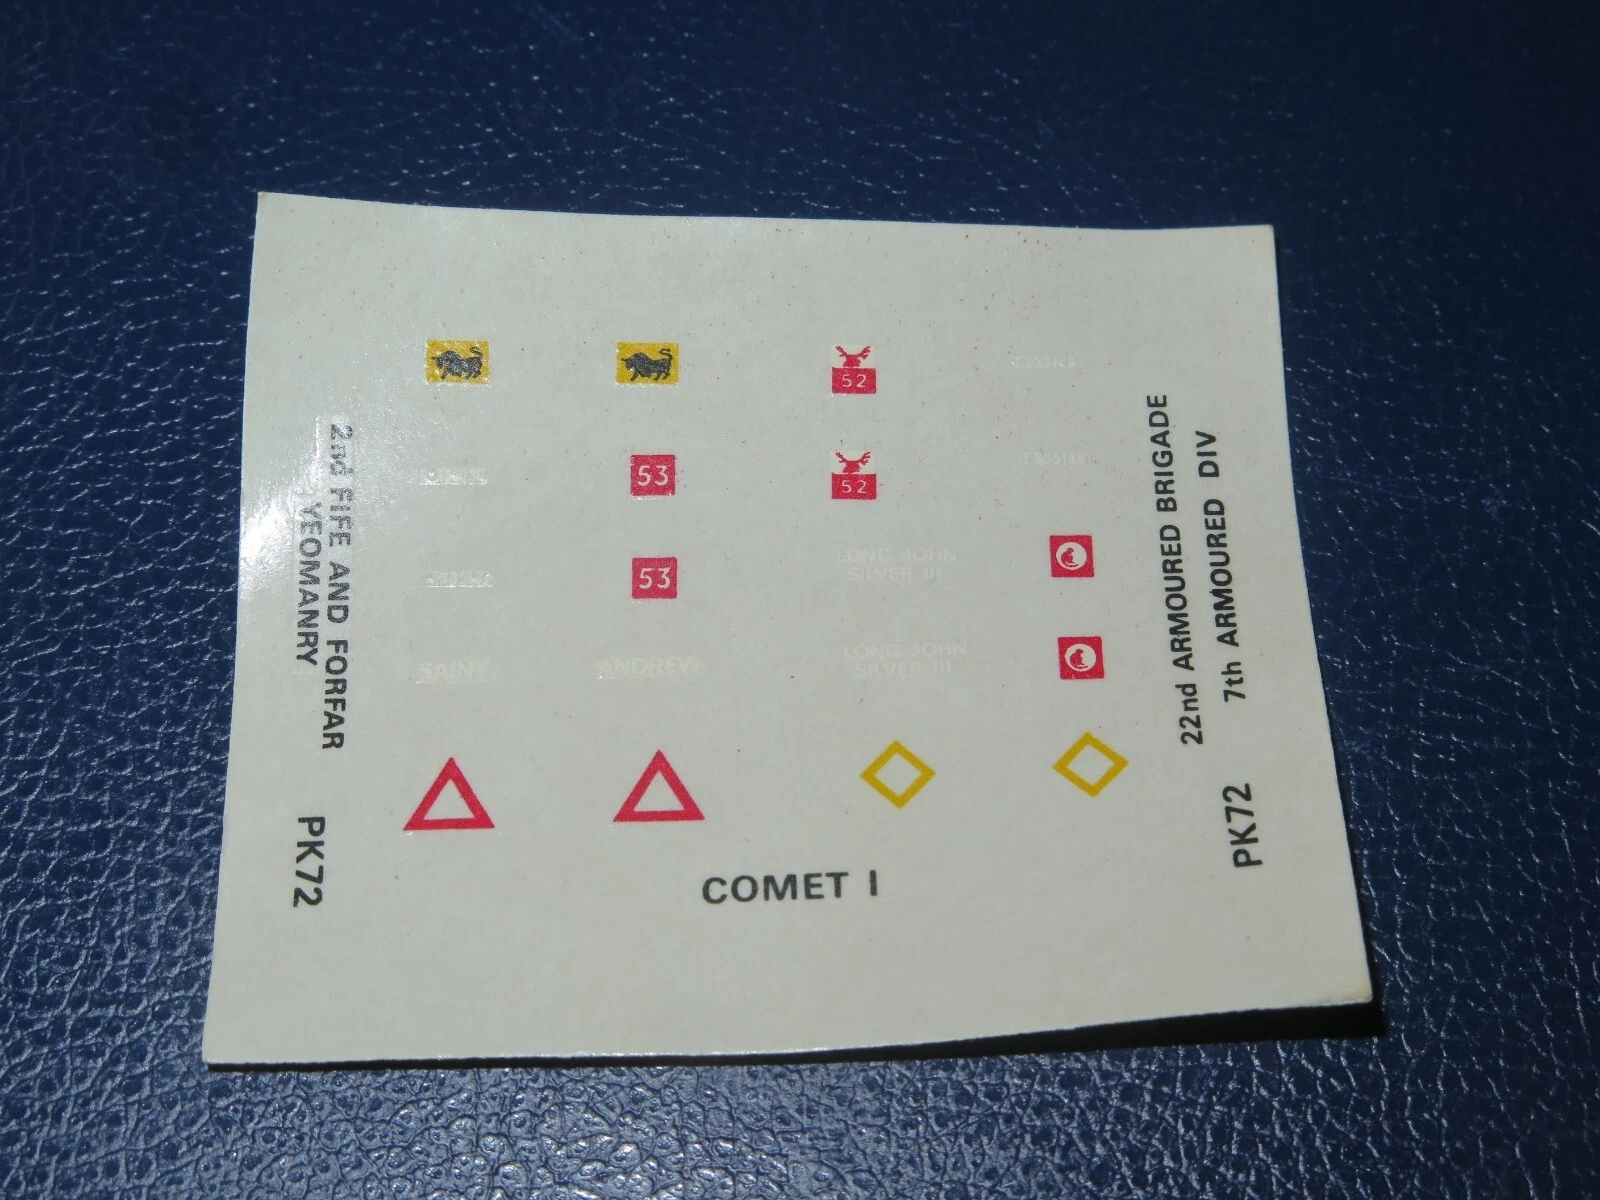 2nd FIFE AND FORFAR
YEOMANRY
PK72
52
53
52
53
LONG JOHN
SILVER III
SAINT
ANDREW
LONG JOHN
SILVER III
COMET I
22nd ARMOURED BRIGADE
7th ARMOURED DIV
PK72